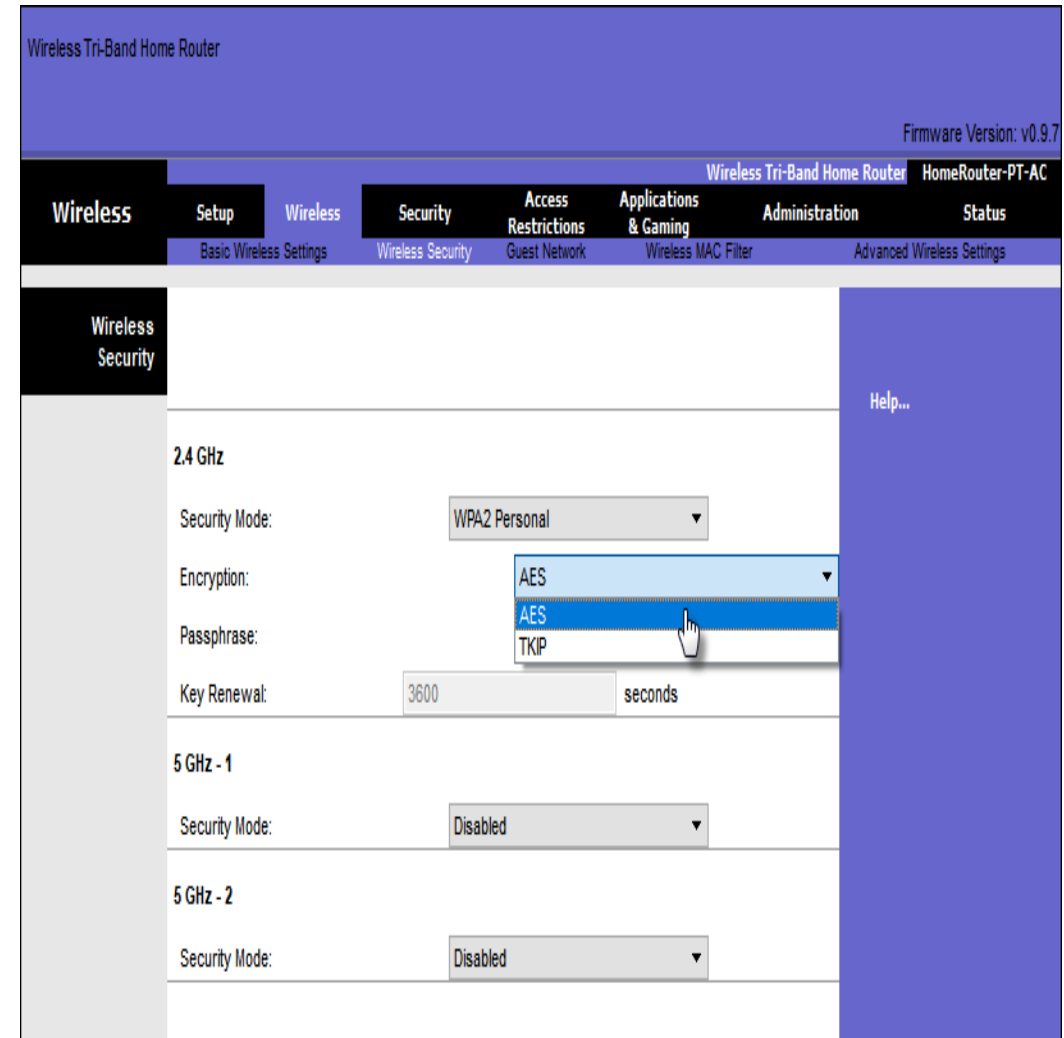 Wireless Tri-Band Home Router
Firmware Version: v0.9.7
Wireless Tri-Band Home Router HomeRouter-PT-AC
Wireless Setup Wireless Security Access Restrictions Applications & Gaming Administration Status
Basic Wireless Settings Wireless Security Guest Network Wireless MAC Filter Advanced Wireless Settings
Wireless
Security
Help...
2.4 GHz
Security Mode: WPA2 Personal
Encryption: AES
AES
Passphrase:
TKIP
Key Renewal: 3600 seconds
5 GHz - 1
Security Mode: Disabled
5 GHz - 2
Security Mode: Disabled